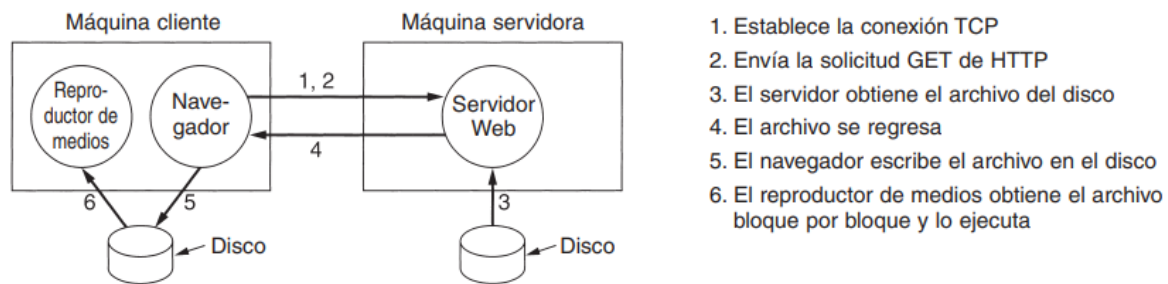 Máquina cliente
Máquina servidora
Repro-
ductor de
medios
Nave-
gador
1, 2
4
Servidor
Web
6
5
3
Disco
Disco
1. Establece la conexión TCP
2. Envía la solicitud GET de HTTP
3. El servidor obtiene el archivo del disco
4. El archivo se regresa
5. El navegador escribe el archivo en el disco
6. El reproductor de medios obtiene el archivo
bloque por bloque y lo ejecuta